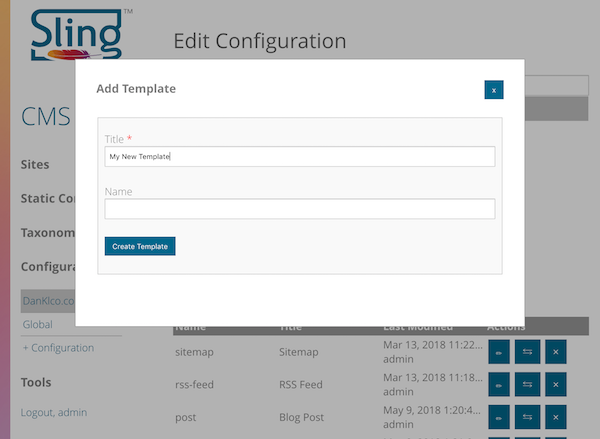 Sling™
Edit Configuration
Add Template
x
CMS
Title *
My New Template
Sites
Name
Static Co
Taxonom
Create Template
Configura
DanKlco.co
Global
Name Title Last Modified Actions
+ Configuration
sitemap Sitemap Mar 13, 2018 11:22... admin
Tools
rss-feed RSS Feed Mar 13, 2018 11:18... admin
Logout, admin
post Blog Post May 9, 2018 1:20:4... admin